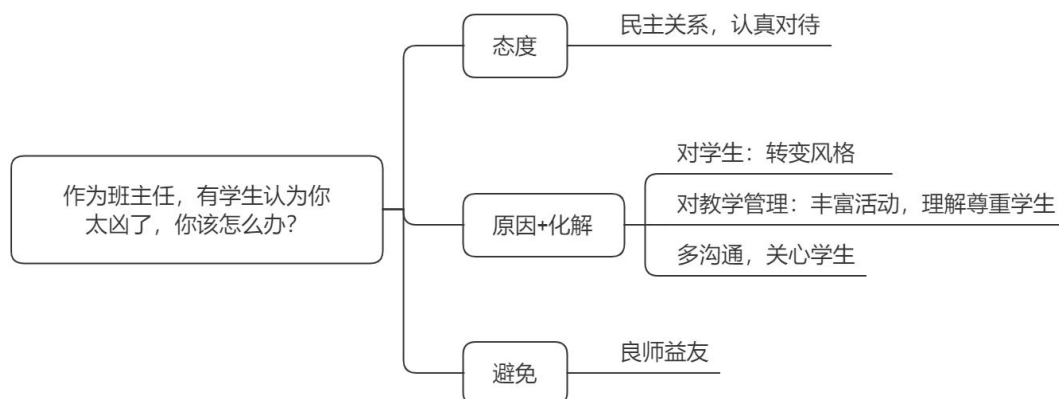 作为班主任，有学生认为你
太凶了，你该怎么办？
态度
民主关系，认真对待
原因+化解
对学生：转变风格
对教学管理：丰富活动，理解尊重学生
多沟通，关心学生
避免
良师益友